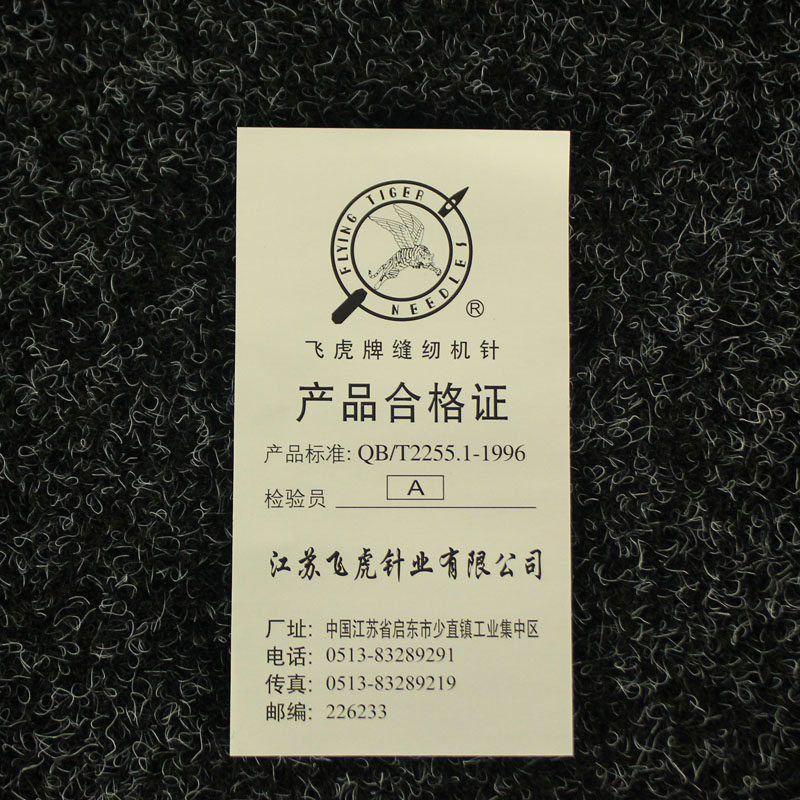 FLYING TIGER
NEEDLES
®
飞虎牌缝纫机针
产品合格证
产品标准: QB/T2255.1-1996
检验员 A
江苏飞虎针业有限公司
厂址: 中国江苏省启东市少直镇工业集中区
电话: 0513-83289291
传真: 0513-83289219
邮编: 226233